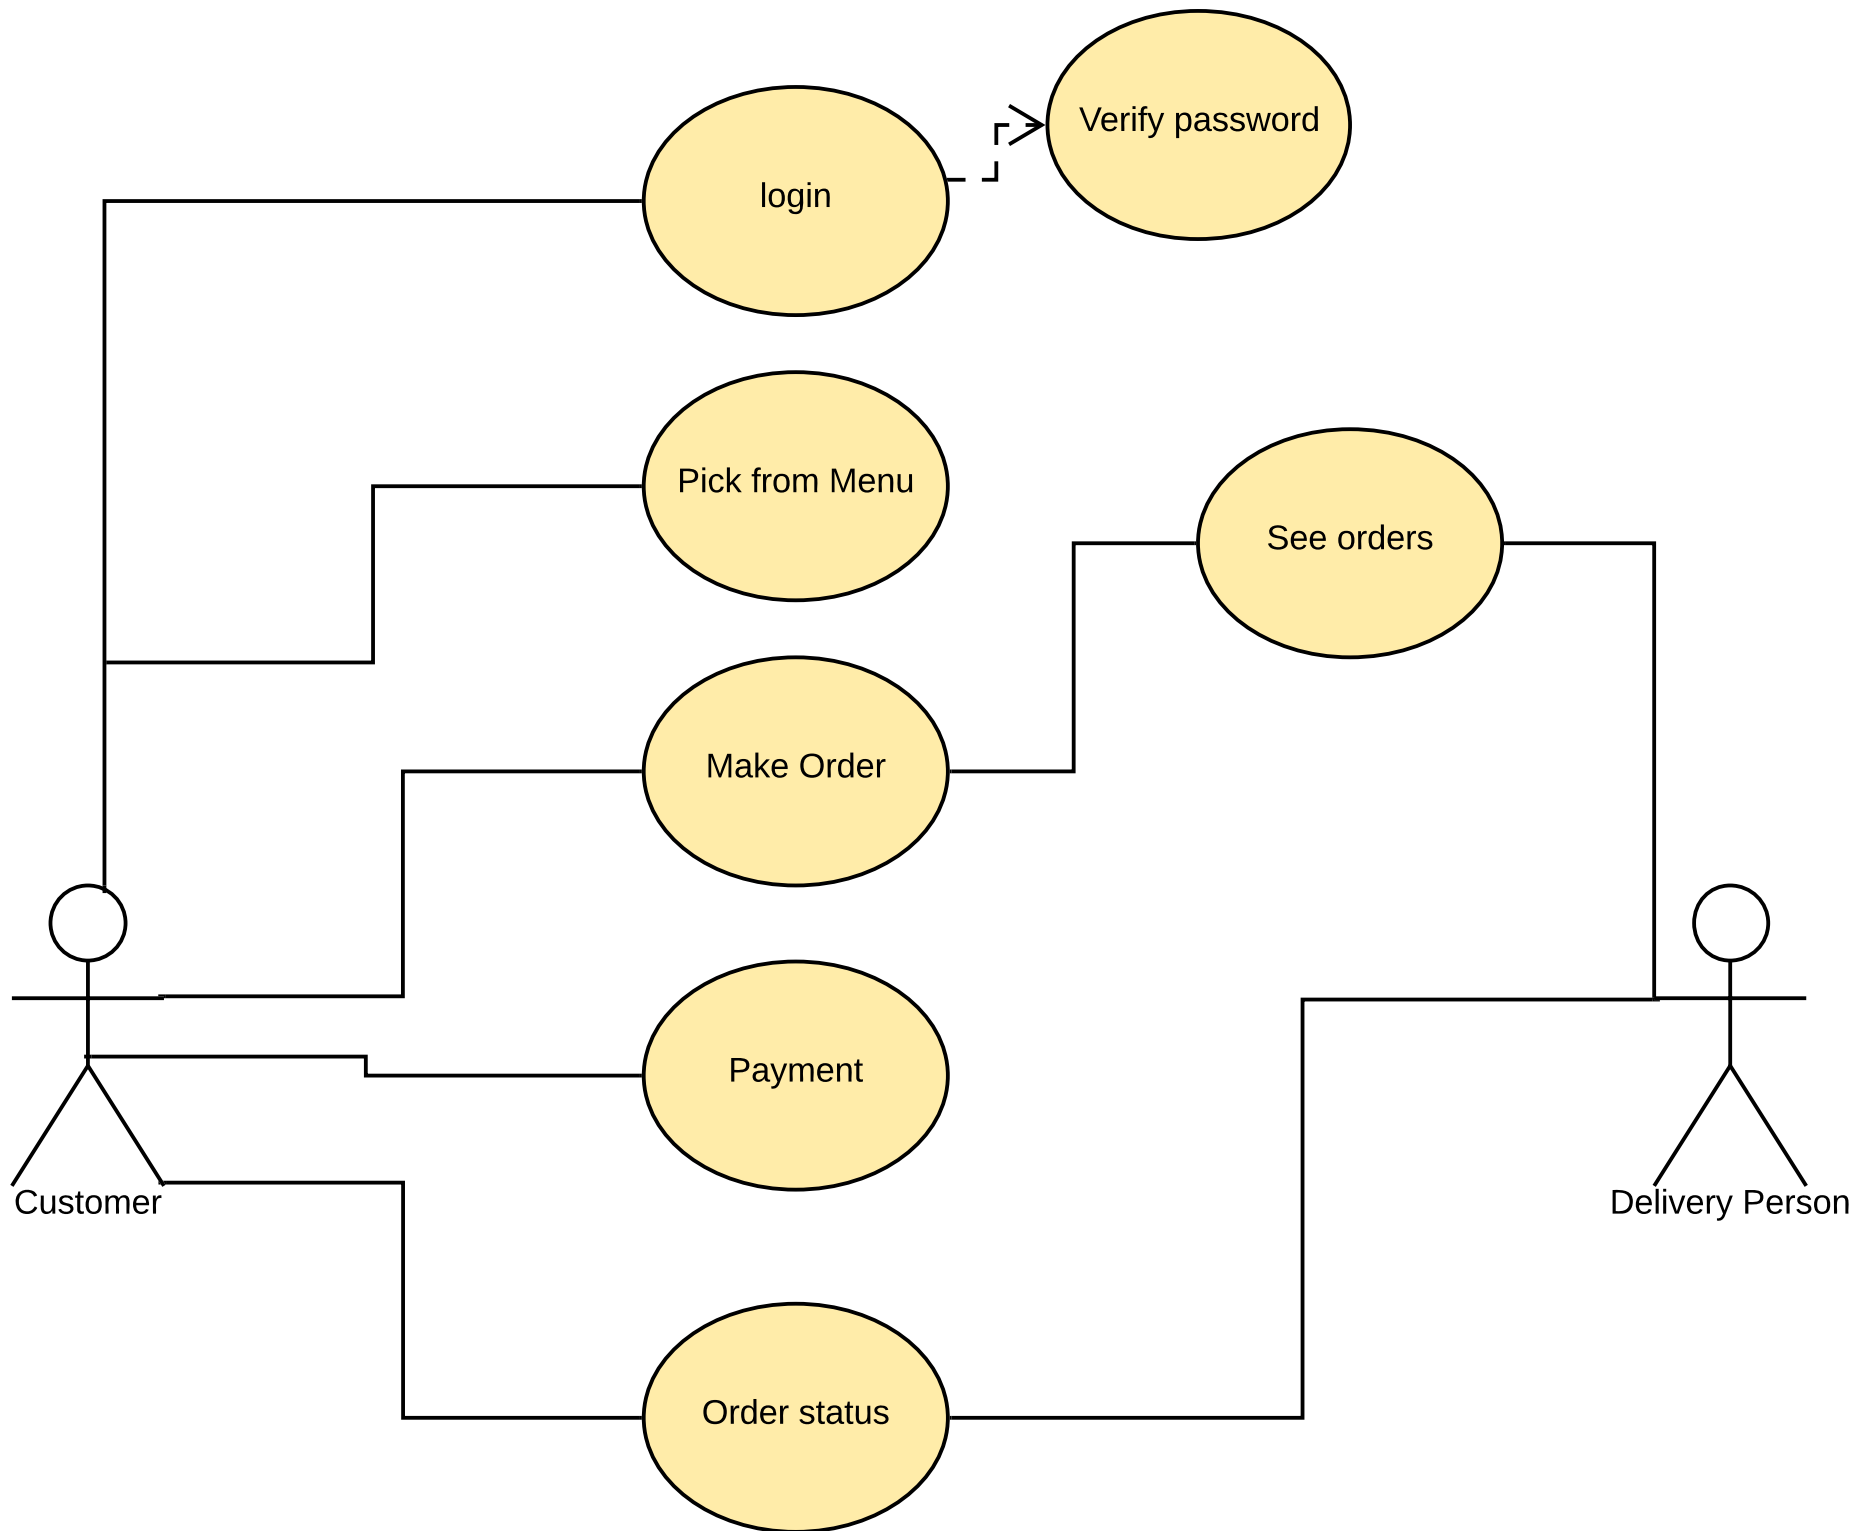 Verify password
login
Pick from Menu
See orders
Make Order
Payment
Customer
Delivery Person
Order status